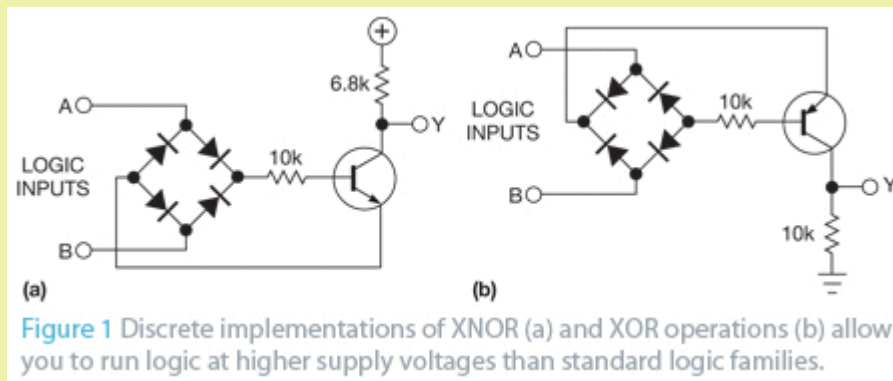 A
LOGIC
INPUTS
B
10k
6.8k
+
Y
(a)
A
LOGIC
INPUTS
B
10k
Y
10k
(b)
Figure 1 Discrete implementations of XNOR (a) and XOR operations (b) allow
you to run logic at higher supply voltages than standard logic families.